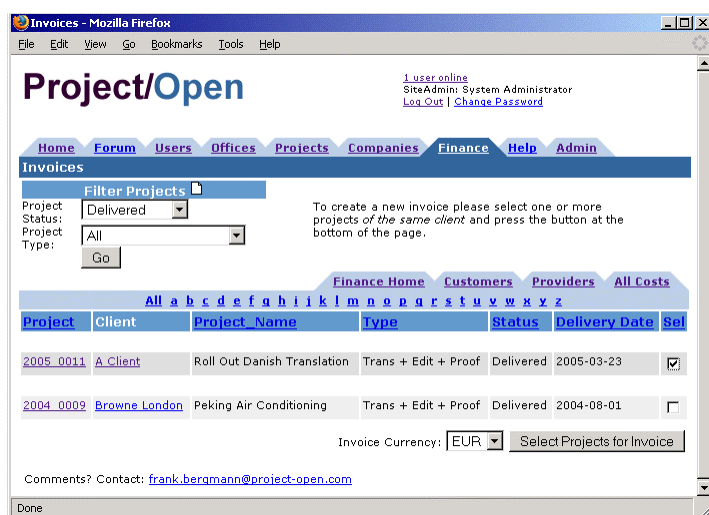 Invoices - Mozilla Firefox
File Edit View Go Bookmarks Tools Help
Project/Open
1 user online
SiteAdmin: System Administrator
Log Out | Change Password
Home Forum Users Offices Projects Companies Finance Help Admin
Invoices
Filter Projects
Project Status: Delivered
Project Type: All
Go
To create a new invoice please select one or more
projects of the same client and press the button at the
bottom of the page.
Finance Home Customers Providers All Costs
All a b c d e f g h i j k l m n o p q r s t u v w x y z
Project Client Project_Name Type Status Delivery Date Sel
2005_0011 A Client Roll Out Danish Translation Trans + Edit + Proof Delivered 2005-03-23
2004_0009 Browne London Peking Air Conditioning Trans + Edit + Proof Delivered 2004-08-01
Invoice Currency: EUR Select Projects for Invoice
Comments? Contact: frank.bergmann@project-open.com
Done